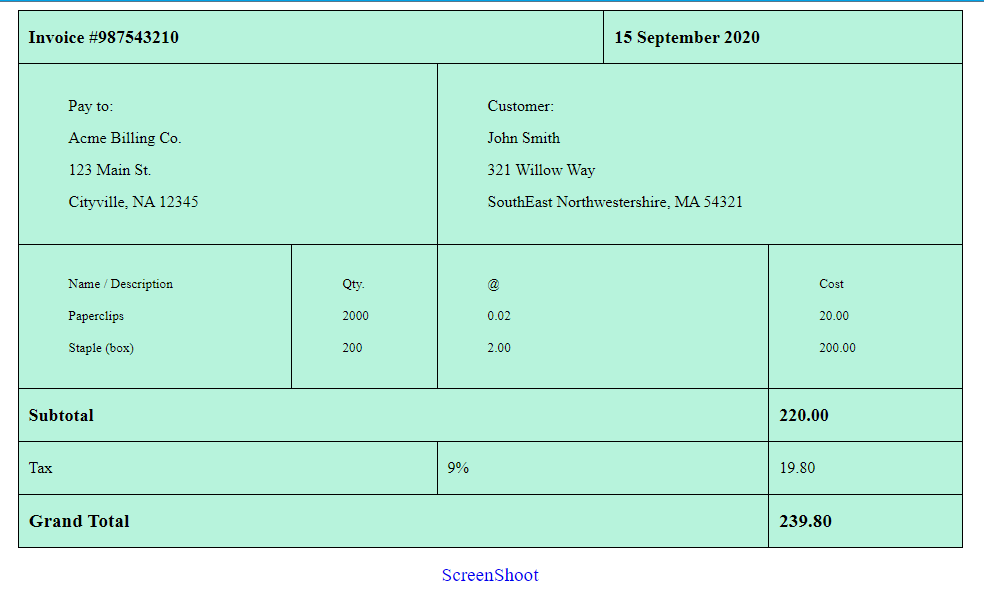 Invoice #987543210 15 September 2020
Pay to:
Acme Billing Co.
123 Main St.
Cityville, NA 12345
Customer:
John Smith
321 Willow Way
SouthEast Northwestershire, MA 54321
Name / Description Qty. @ Cost
Paperclips 2000 0.02 20.00
Staple (box) 200 2.00 200.00
Subtotal 220.00
Tax 9% 19.80
Grand Total 239.80
ScreenShoot